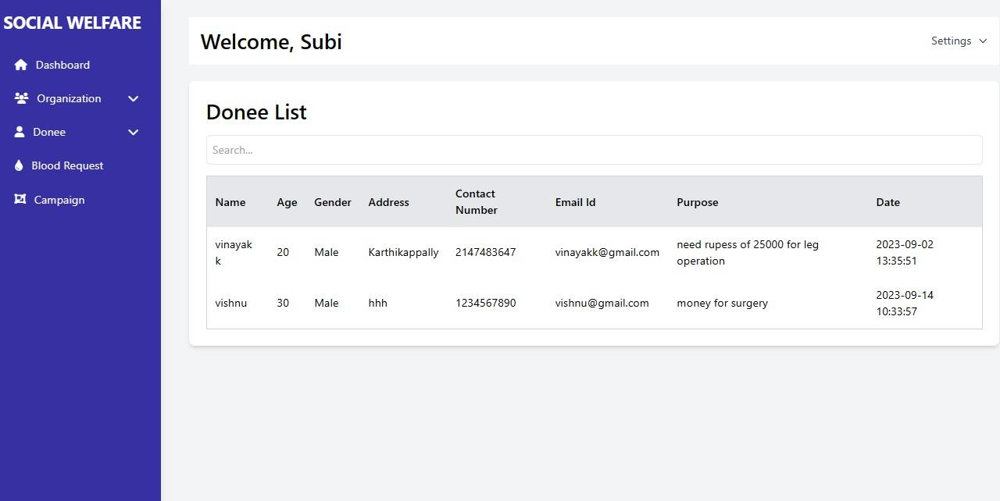 SOCIAL WELFARE
Dashboard
Organization
Donee
Blood Request
Campaign
Welcome, Subi
Settings
Donee List
Search...
Name Age Gender Address Contact Number Email Id Purpose Date
vinayak k 20 Male Karthikappally 2147483647 vinayakk@gmail.com need rupess of 25000 for leg operation 2023-09-02 13:35:51
vishnu 30 Male hhh 1234567890 vishnu@gmail.com money for surgery 2023-09-14 10:33:57